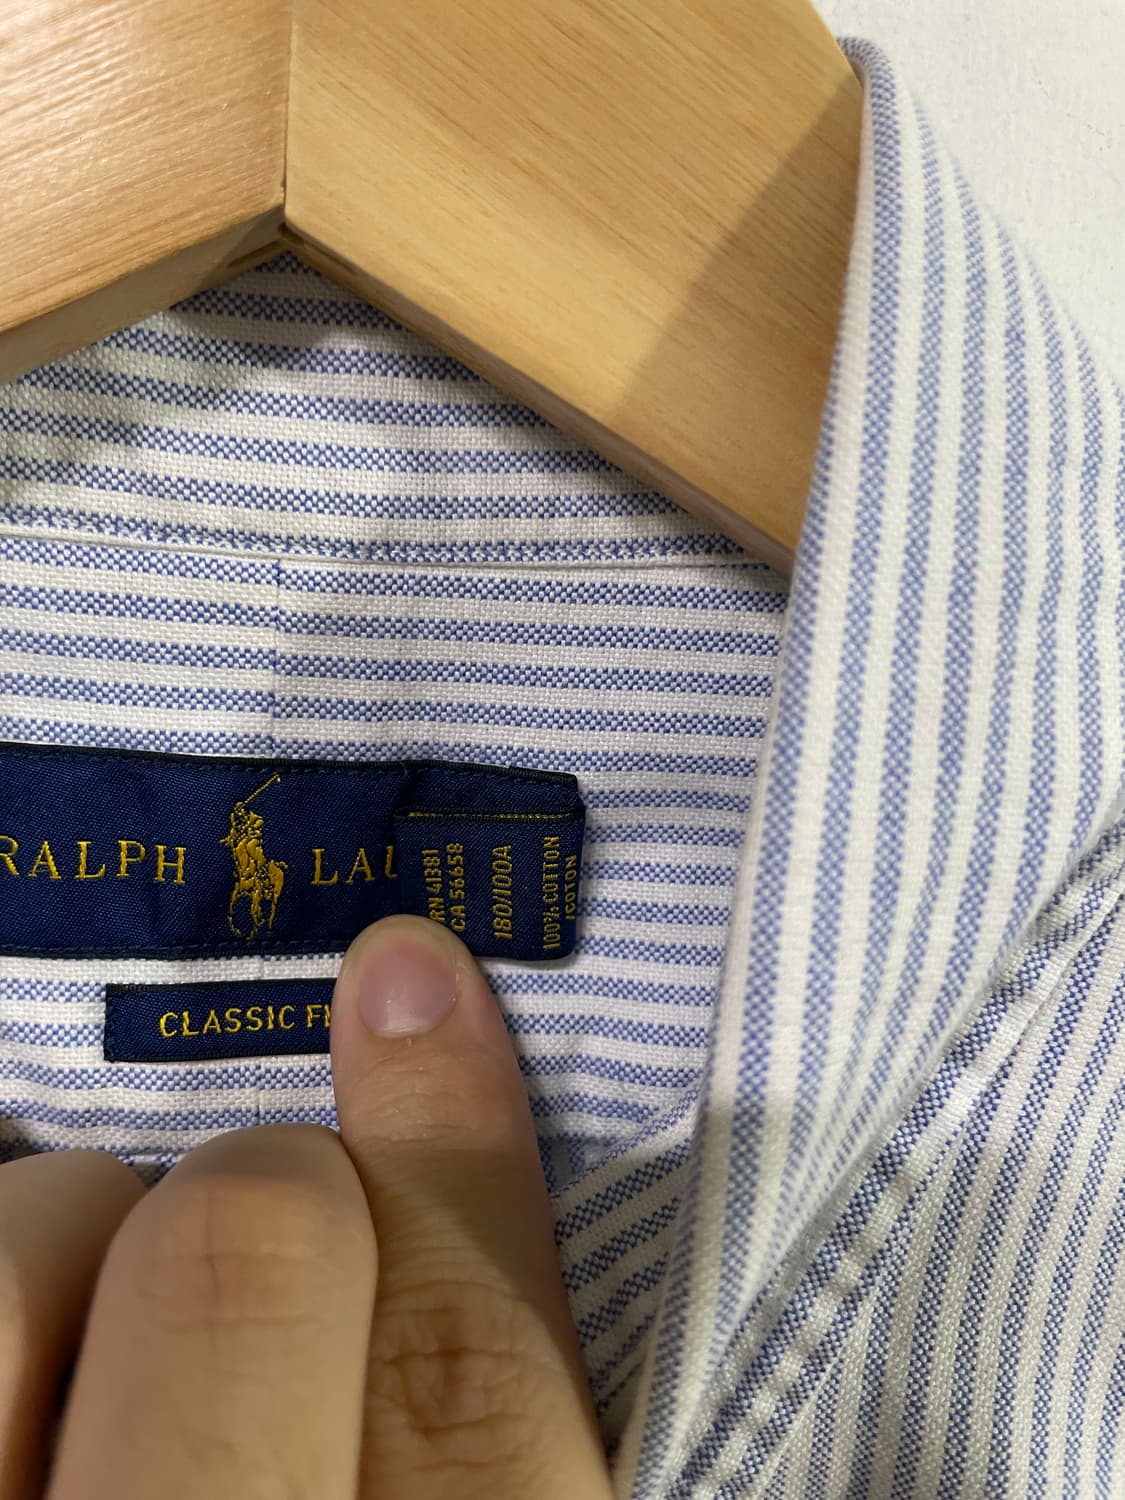 RALPH LAU
RN 41381
CA 56658
180/100A
100% COTTON
/COTON
CLASSIC